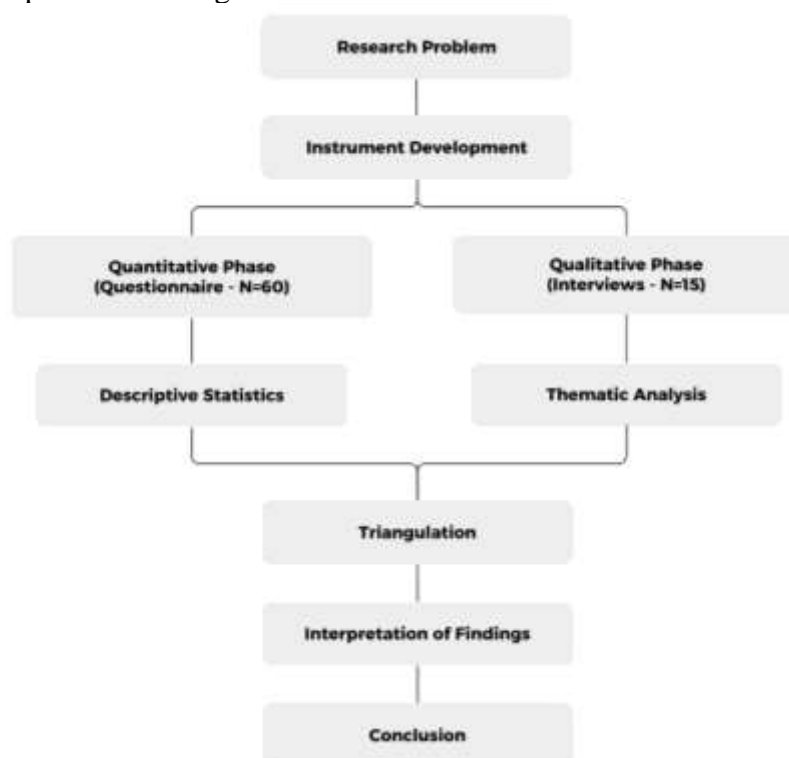 Research Problem
Instrument Development
Quantitative Phase
(Questionnaire - N=60)
Qualitative Phase
(Interviews - N=15)
Descriptive Statistics
Thematic Analysis
Triangulation
Interpretation of Findings
Conclusion